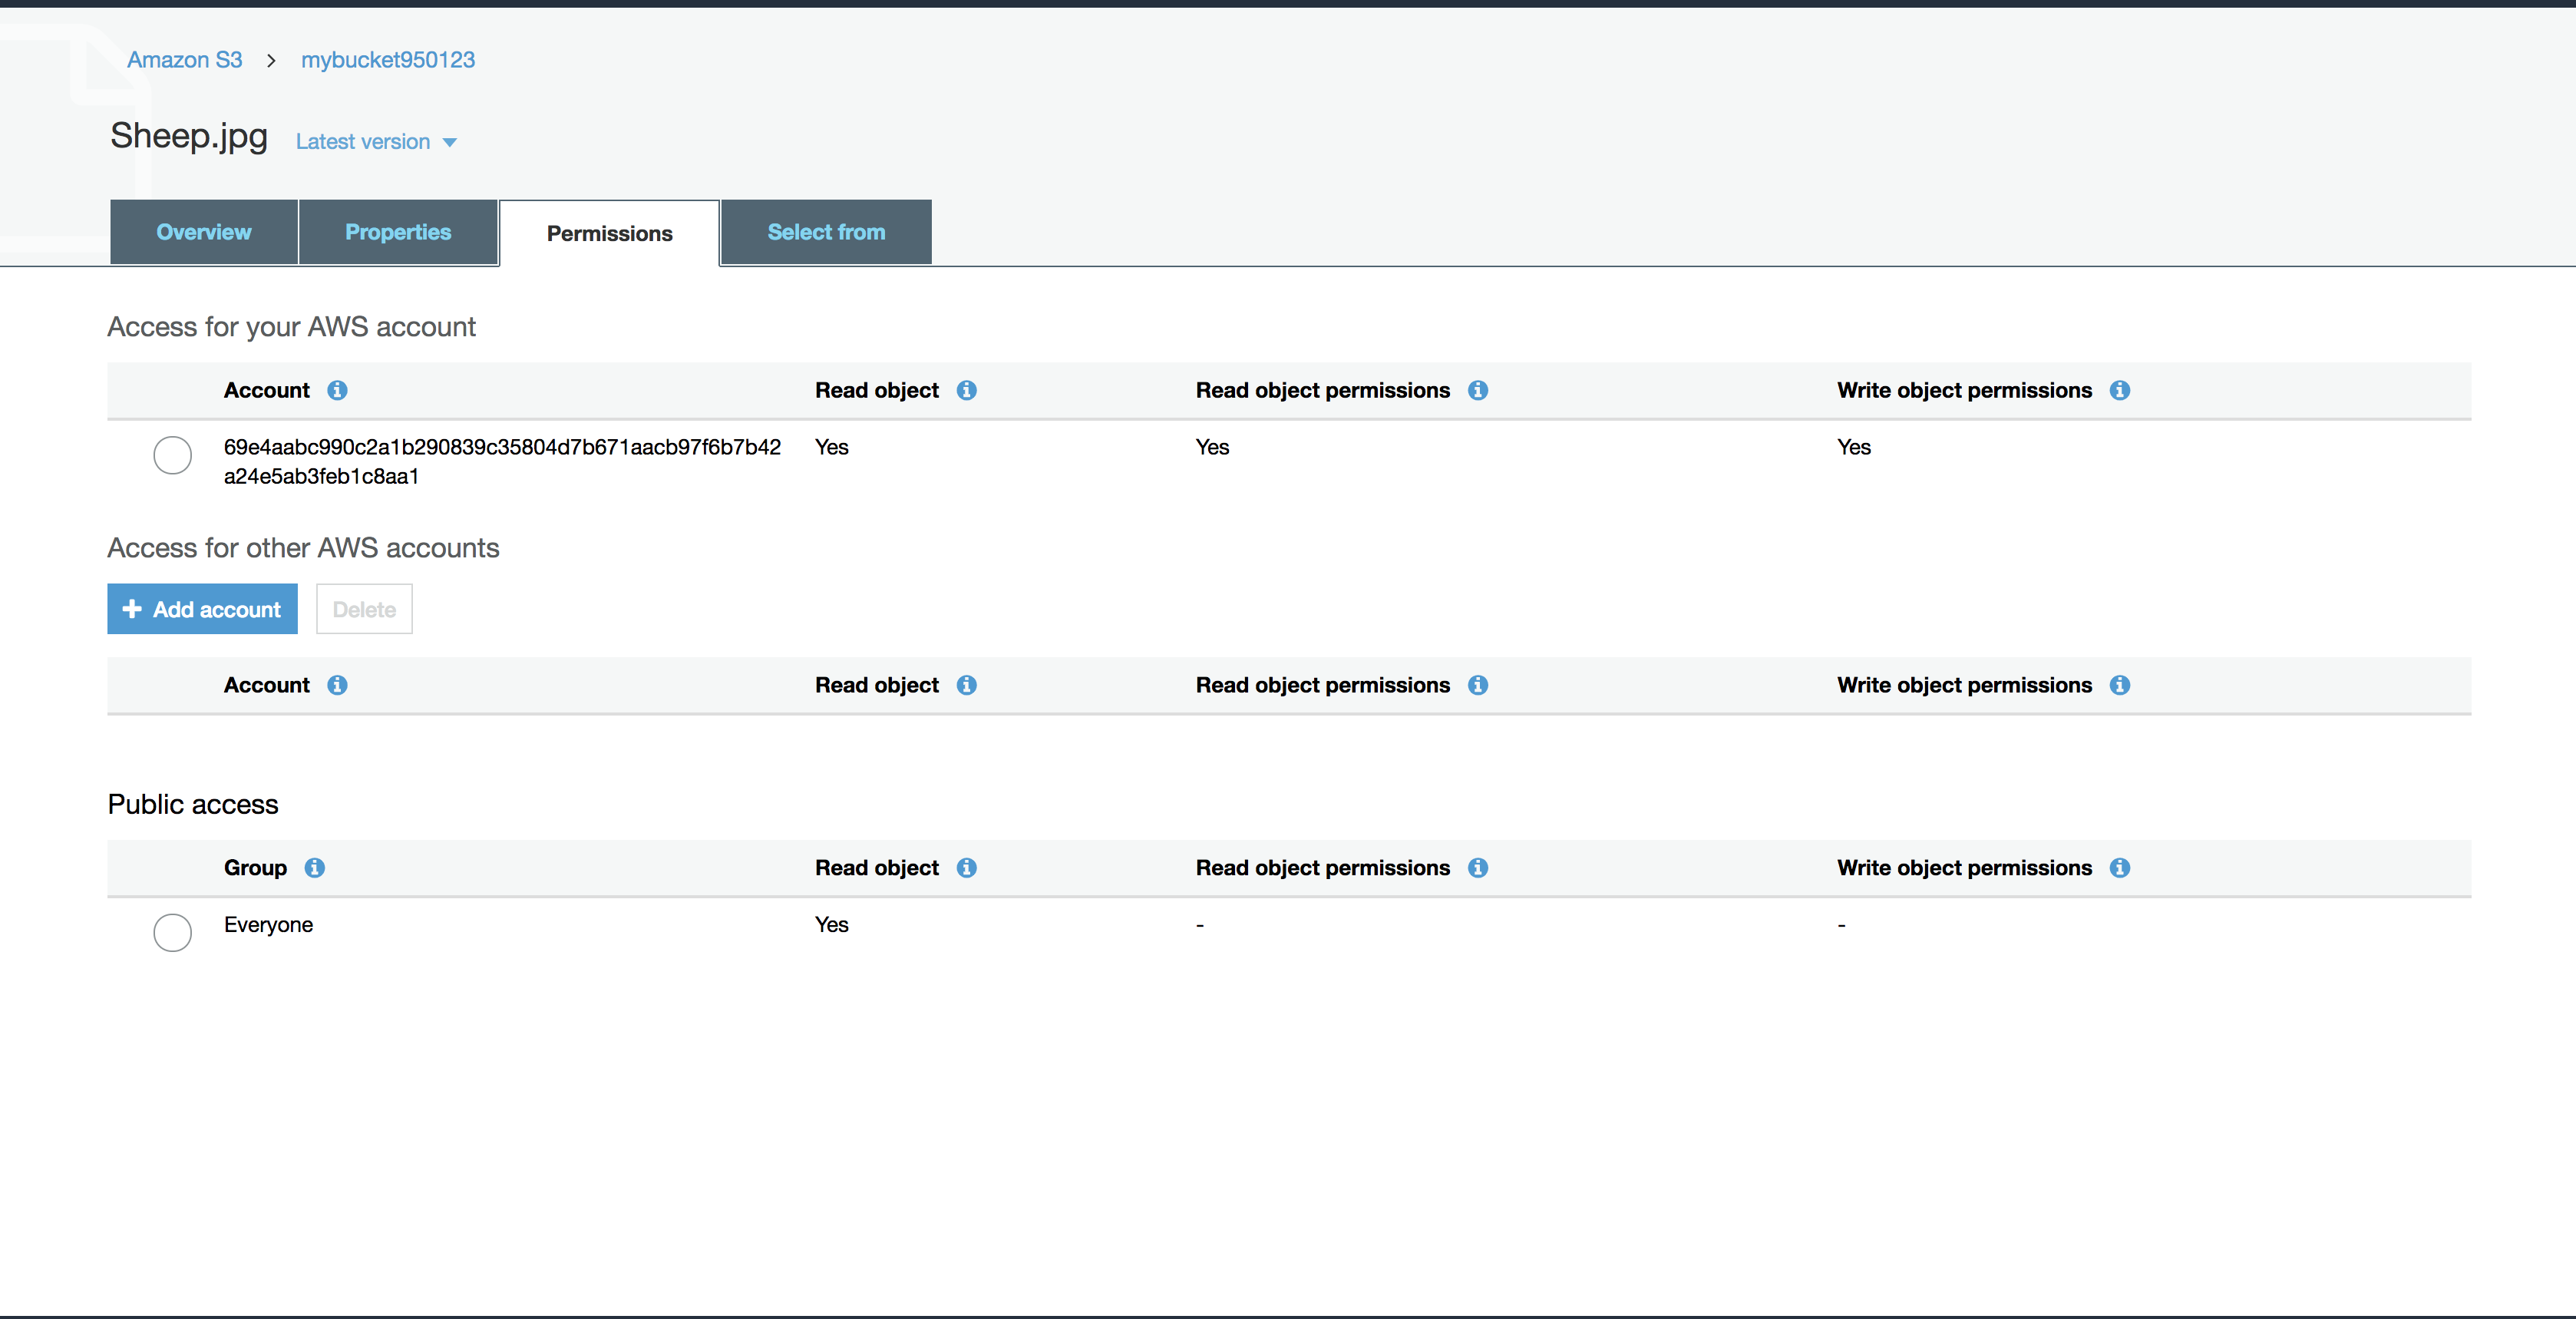 Amazon S3 > mybucket950123
Sheep.jpg Latest version
Overview Properties Permissions Select from
Access for your AWS account
Account Read object Read object permissions Write object permissions
69e4aabc990c2a1b290839c35804d7b671aacb97f6b7b42 Yes Yes Yes
a24e5ab3feb1c8aa1
Access for other AWS accounts
+ Add account Delete
Account Read object Read object permissions Write object permissions
Public access
Group Read object Read object permissions Write object permissions
Everyone Yes - -